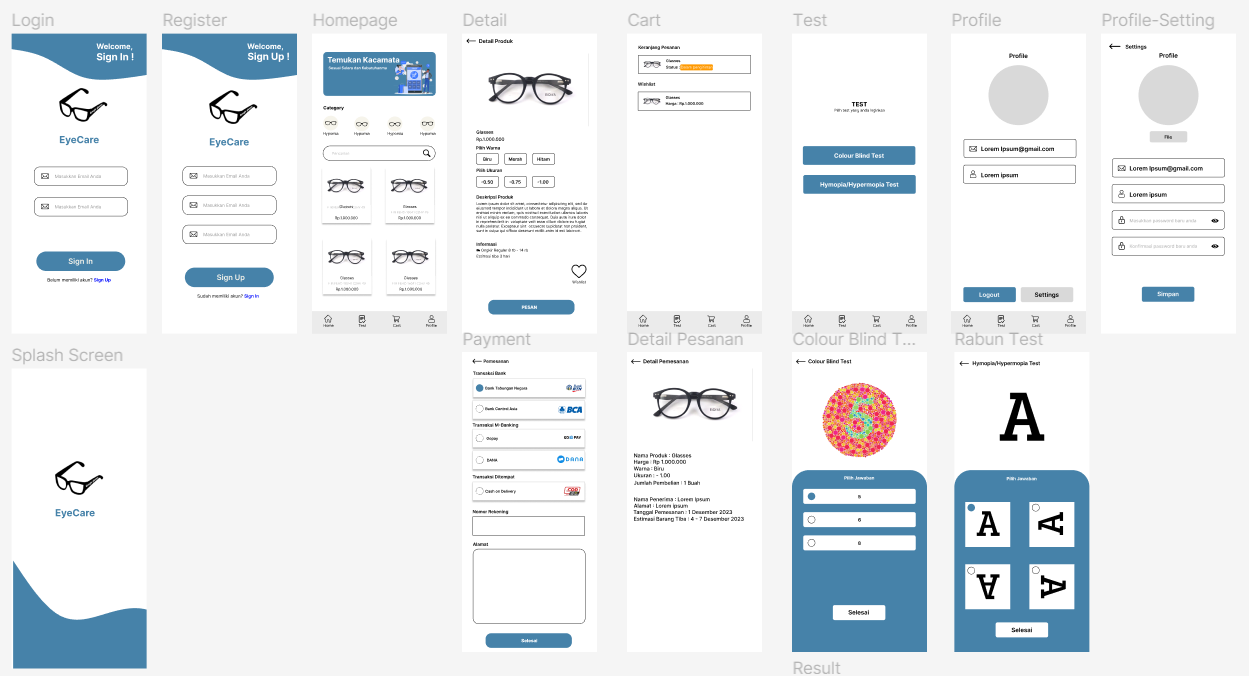 Login
Welcome,
Sign In !
EyeCare
Masukkan Email Anda
Masukkan Email Anda
Sign In
Belum memiliki akun? Sign Up
Register
Welcome,
Sign Up !
EyeCare
Masukkan Email Anda
Masukkan Email Anda
Masukkan Email Anda
Sign Up
Sudah memiliki akun? Sign In
Homepage
Temukan Kacamata
Category
Glasses
Rp.1.000.000
Glasses
Rp.1.000.000
Rp.1.000.000
Rp.1.000.000
Home
Test
Cart
Profile
Detail
Detail Produk
Glasses
Rp.1.000.000
Pilih Warna
Biru
Merah
Hitam
Pilih Ukuran
-0.50
-0.75
-1.00
Deskripsi Produk
Informasi
Estimasi tiba 3 hari
Wishlist
PESAN
Cart
Keranjang Pesanan
Glasses
Status :
Wishlist
Glasses
Harga : Rp.1.000.000
Home
Test
Cart
Profile
Test
TEST
Pilih test yang anda inginkan
Colour Blind Test
Hymopia/Hypermopia Test
Home
Test
Cart
Profile
Profile
Profile
Lorem Ipsum@gmail.com
Lorem ipsum
Logout
Settings
Home
Test
Cart
Profile
Profile-Setting
Settings
Profile
File
Lorem Ipsum@gmail.com
Lorem ipsum
Masukan password baru anda
Konfirmasi password baru anda
Simpan
Splash Screen
EyeCare
Payment
Pemesanan
Transaksi Bank
Bank Tabungan Negara
Bank Central Asia
BCA
Transaksi M-Banking
Gopay
DANA
DANA
Transaksi Ditempat
Cash on Delivery
Nomor Rekening
Alamat
Selesai
Detail Pesanan
Detail Pemesanan
Nama Produk : Glasses
Harga : Rp 1.000.000
Warna : Biru
Ukuran : - 1.00
Jumlah Pembelian : 1 Buah
Nama Penerima : Lorem Ipsum
Alamat : Lorem Ipsum
Tanggal Pemesanan : 1 Desember 2023
Estimasi Barang Tiba : 4 - 7 Desember 2023
Colour Blind T...
Colour Blind Test
5
Pilih Jawaban
5
6
8
Selesai
Rabun Test
Hymopia/Hypermopia Test
A
Pilih Jawaban
A
A
A
A
Selesai
Result